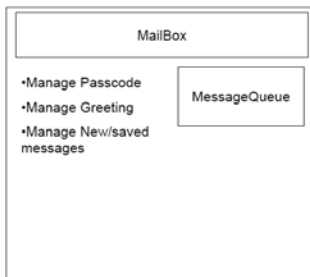 MailBox
•Manage Passcode
•Manage Greeting
•Manage New/saved
messages
MessageQueue